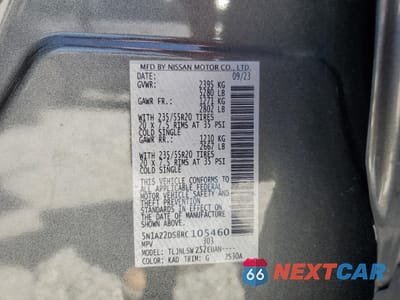 MFD BY NISSAN MOTOR CO., LTD.
DATE: 09/23
GVWR: 2395 KG
5280 LB
GAWR FR: 1271 KG
2802 LB
WITH 235/55R20 TIRES
20 x 7.5 RIMS AT 35 PSI
COLD SINGLE
GAWR RR: 1210 KG
2667 LB
WITH 235/55R20 TIRES
20 x 7.5 RIMS AT 35 PSI
COLD SINGLE
THIS VEHICLE CONFORMS TO
ALL APPLICABLE FEDERAL
MOTOR VEHICLE SAFETY AND
THEFT PREVENTION
STANDARDS IN EFFECT ON
THE DATE OF MANUFACTURE
SHOWN ABOVE.
5N1AZ2DS8RC105460
MPV 303
MODEL:
COLOR: KAD TRIM: G
66 NEXTCAR